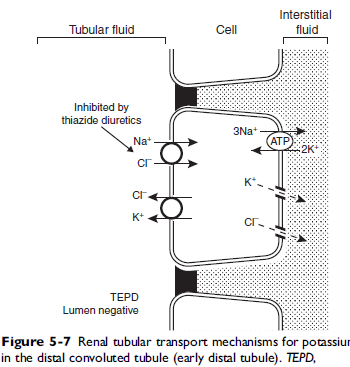 Tubular fluid Cell Interstitial
fluid
Inhibited by
thiazide diuretics
Na⁺
Cl⁻
Cl⁻
K⁺
3Na⁺
ATP
2K⁺
K⁺
Cl⁻
TEPD
Lumen negative
Figure 5-7 Renal tubular transport mechanisms for
in the distal convoluted tubule (early distal tubule). TEPD,